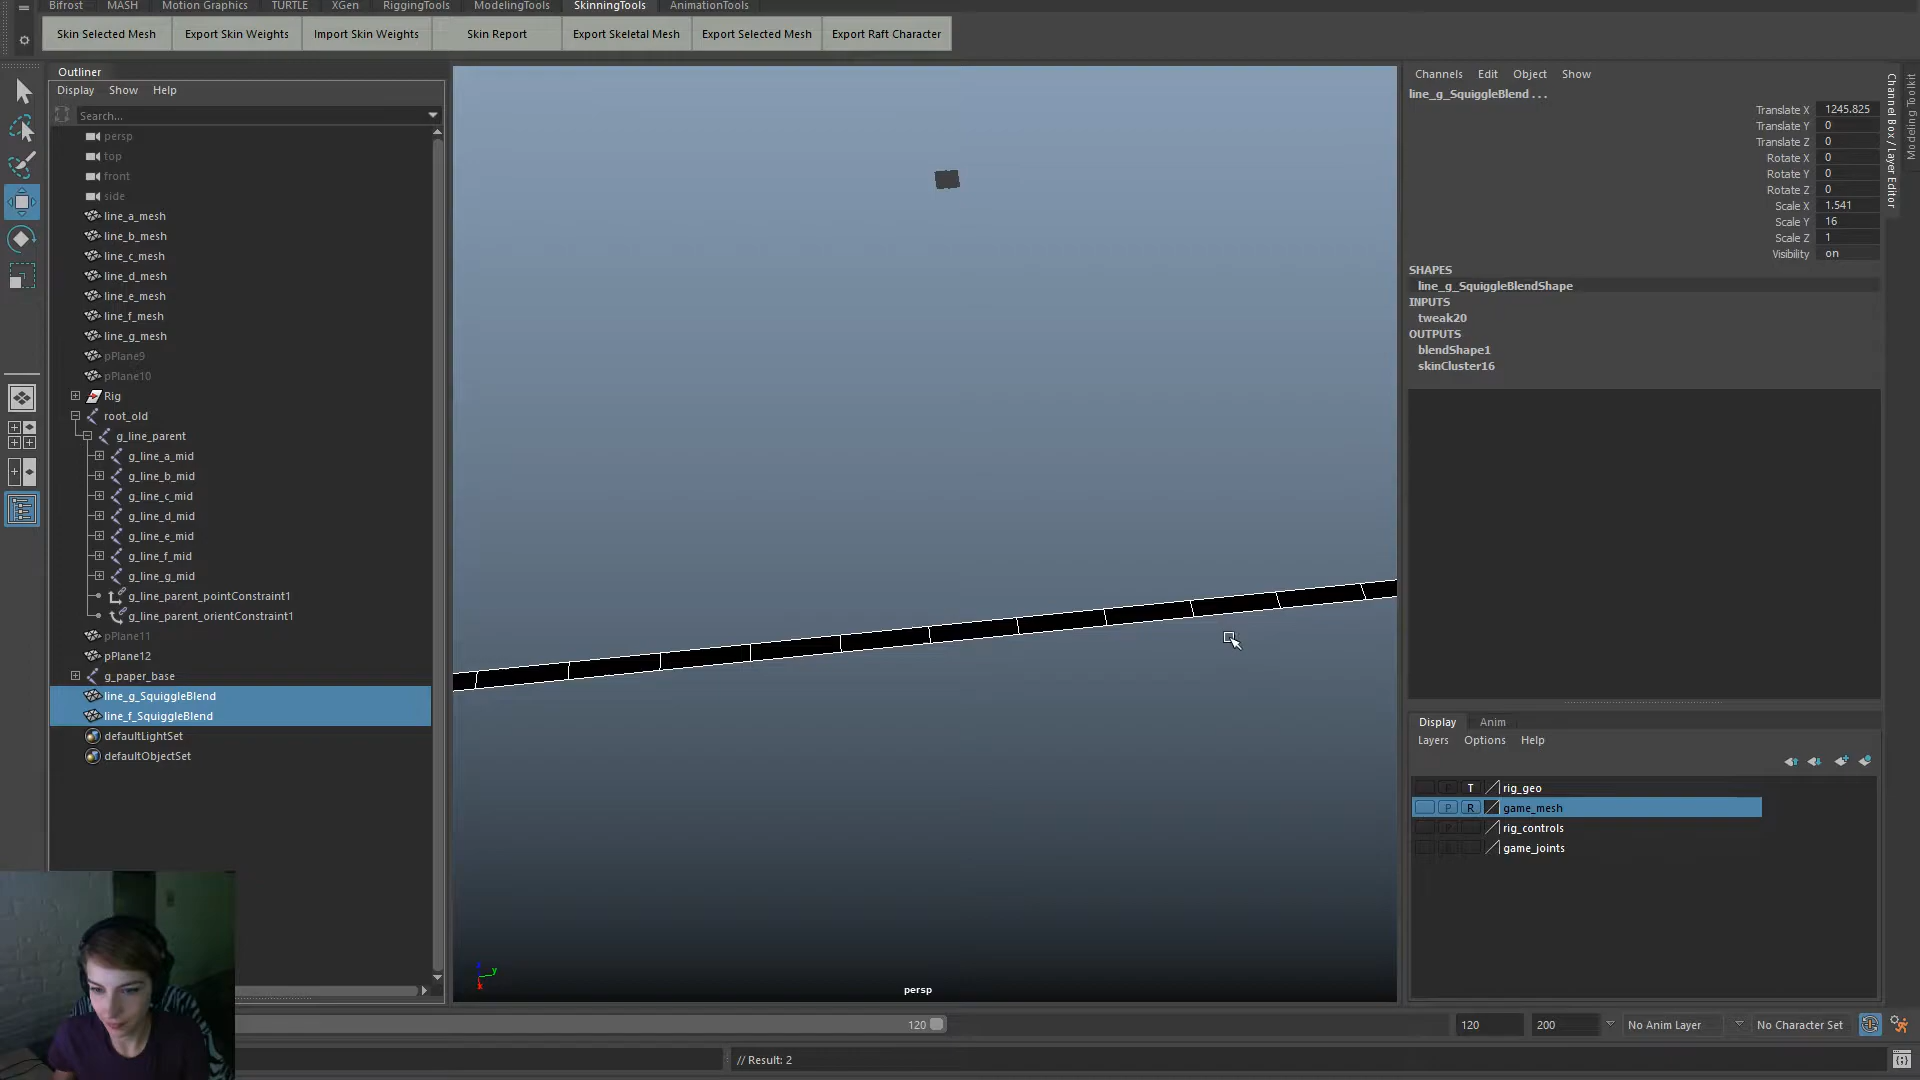 Bifrost MASH Motion Graphics TURTLE XGen RiggingTools ModelingTools SkinningTools AnimationTools
Skin Selected Mesh Export Skin Weights Import Skin Weights Skin Report Export Skeletal Mesh Export Selected Mesh Export Raft Character
Outliner
Display Show Help
Search...
persp
top
front
side
line_a_mesh
line_b_mesh
line_c_mesh
line_d_mesh
line_e_mesh
line_f_mesh
line_g_mesh
pPlane9
pPlane10
Rig
root_old
g_line_parent
g_line_a_mid
g_line_b_mid
g_line_c_mid
g_line_d_mid
g_line_e_mid
g_line_f_mid
g_line_g_mid
g_line_parent_pointConstraint1
g_line_parent_orientConstraint1
pPlane11
pPlane12
g_paper_base
line_g_SquiggleBlend
line_f_SquiggleBlend
defaultLightSet
defaultObjectSet
z
y
x
persp
Channels Edit Object Show
line_g_SquiggleBlend . . .
Translate X 1245.825
Translate Y 0
Translate Z 0
Rotate X 0
Rotate Y 0
Rotate Z 0
Scale X 1.541
Scale Y 16
Scale Z 1
Visibility on
SHAPES
line_g_SquiggleBlendShape
INPUTS
tweak20
OUTPUTS
blendShape1
skinCluster16
Channel Box / Layer Editor
Modeling Toolkit
Display Anim
Layers Options Help
T rig_geo
P R game_mesh
P rig_controls
game_joints
120 120 200 No Anim Layer No Character Set
// Result: 2